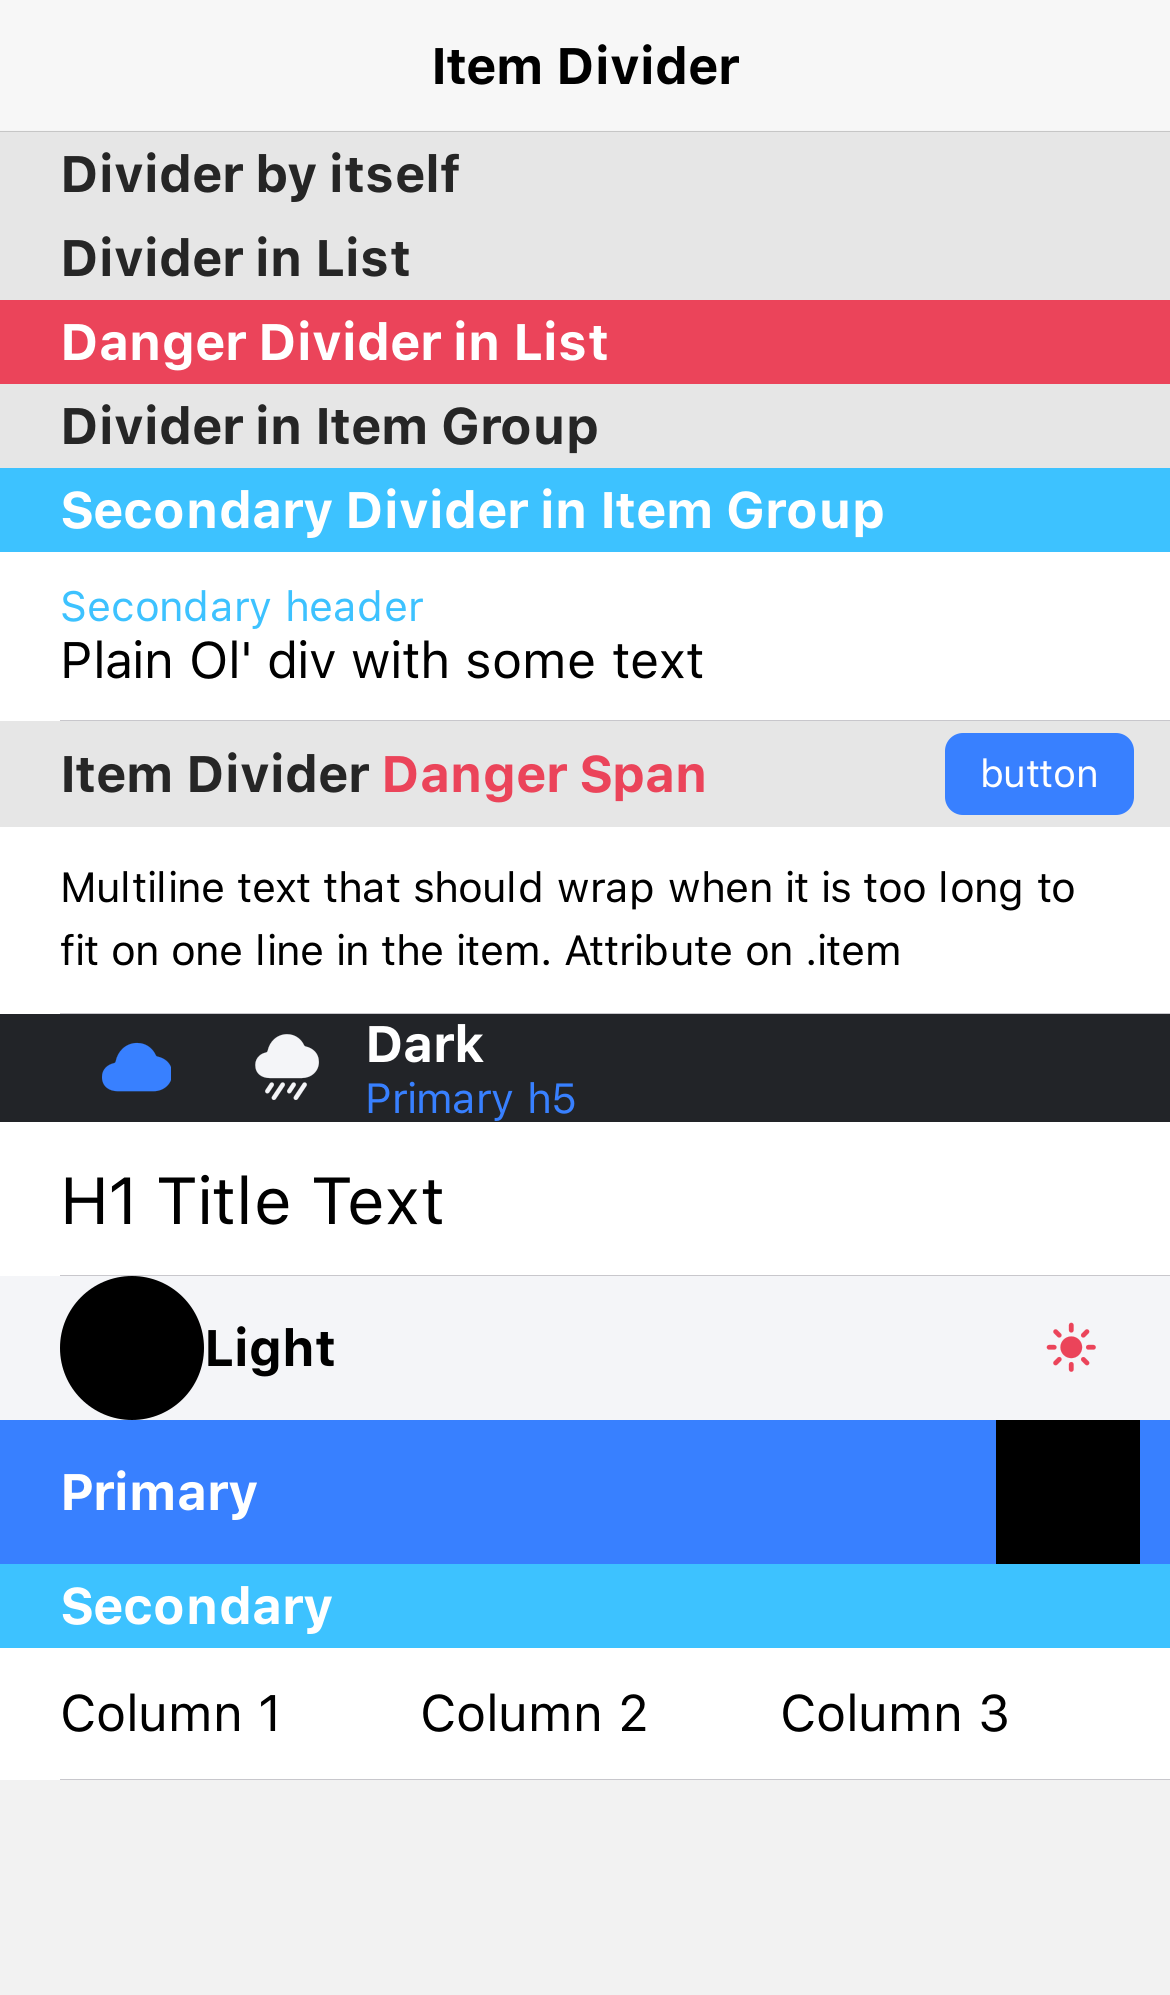 Item Divider
Divider by itself
Divider in List
Danger Divider in List
Divider in Item Group
Secondary Divider in Item Group
Secondary header
Plain Ol' div with some text
Item Divider Danger Span button
Multiline text that should wrap when it is too long to
fit on one line in the item. Attribute on .item
Dark
Primary h5
H1 Title Text
Light
Primary
Secondary
Column 1 Column 2 Column 3